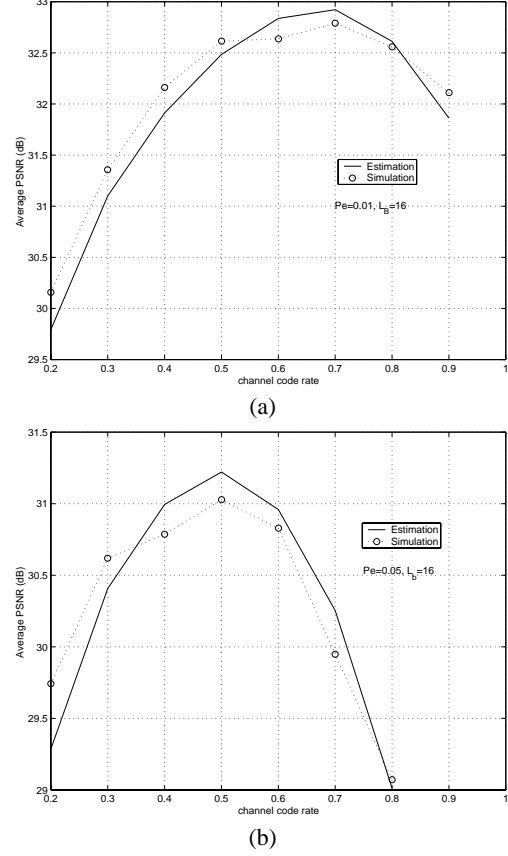 33
32.5
32
31.5
31
30.5
30
29.5
Average PSNR (dB)
Estimation
Simulation
Pe=0.01, L_B=16
0.2 0.3 0.4 0.5 0.6 0.7 0.8 0.9 1
channel code rate
(a)
31.5
31
30.5
30
29.5
29
Average PSNR (dB)
Estimation
Simulation
Pe=0.05, L_b=16
0.2 0.3 0.4 0.5 0.6 0.7 0.8 0.9 1
channel code rate
(b)